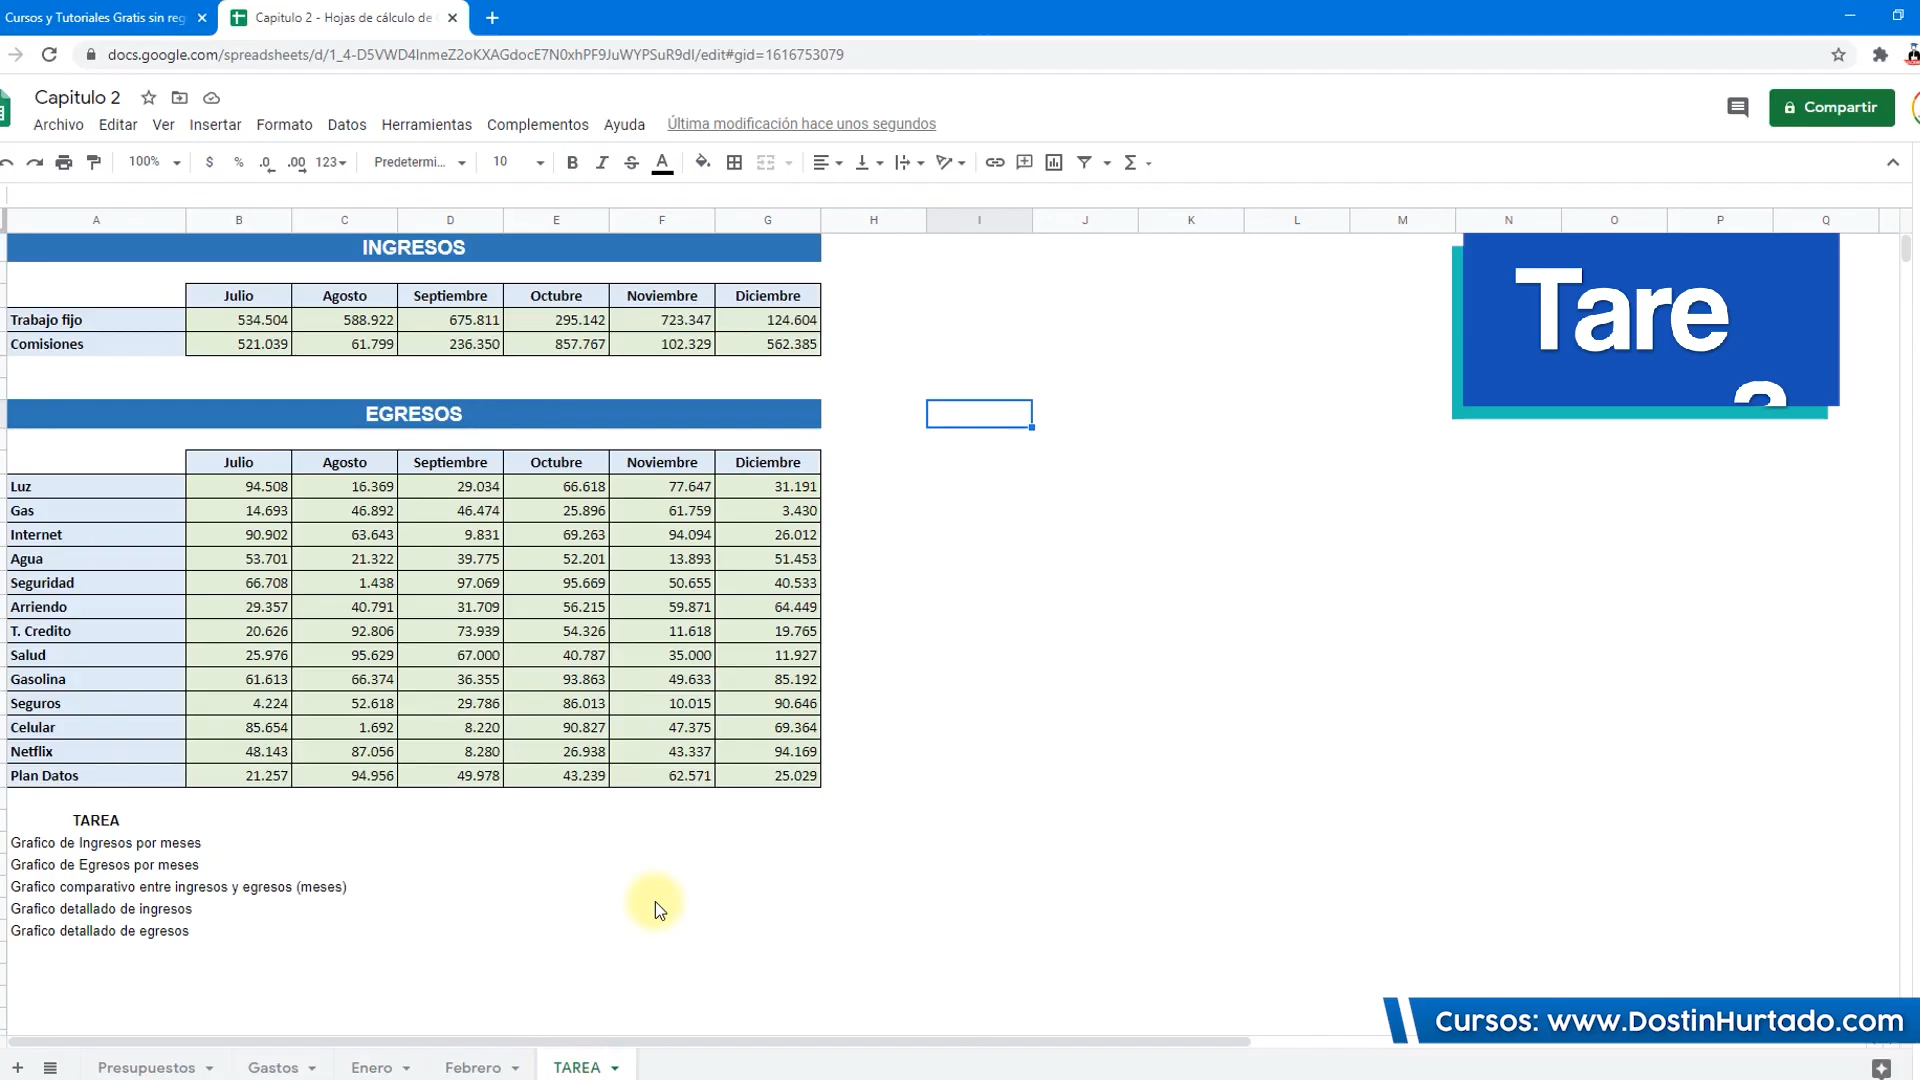 Cursos y Tutoriales Gratis sin reg
Capitulo 2 - Hojas de cálculo de
docs.google.com/spreadsheets/d/1_4-D5VWD4InmeZ2oKXAGdocE7N0xhPF9JuWYPSuR9dI/edit#gid=1616753079
Capitulo 2
Compartir
Archivo Editar Ver Insertar Formato Datos Herramientas Complementos Ayuda Última modificación hace unos segundos
100% $ % .0 .00 123 Predetermi... 10 B I S A Σ
A B C D E F G H I J K L M N O P Q
INGRESOS
Julio Agosto Septiembre Octubre Noviembre Diciembre
Trabajo fijo 534.504 588.922 675.811 295.142 723.347 124.604
Comisiones 521.039 61.799 236.350 857.767 102.329 562.385
Tare
EGRESOS
Julio Agosto Septiembre Octubre Noviembre Diciembre
Luz 94.508 16.369 29.034 66.618 77.647 31.191
Gas 14.693 46.892 46.474 25.896 61.759 3.430
Internet 90.902 63.643 9.831 69.263 94.094 26.012
Agua 53.701 21.322 39.775 52.201 13.893 51.453
Seguridad 66.708 1.438 97.069 95.669 50.655 40.533
Arriendo 29.357 40.791 31.709 56.215 59.871 64.449
T. Credito 20.626 92.806 73.939 54.326 11.618 19.765
Salud 25.976 95.629 67.000 40.787 35.000 11.927
Gasolina 61.613 66.374 36.355 93.863 49.633 85.192
Seguros 4.224 52.618 29.786 86.013 10.015 90.646
Celular 85.654 1.692 8.220 90.827 47.375 69.364
Netflix 48.143 87.056 8.280 26.938 43.337 94.169
Plan Datos 21.257 94.956 49.978 43.239 62.571 25.029
TAREA
Grafico de Ingresos por meses
Grafico de Egresos por meses
Grafico comparativo entre ingresos y egresos (meses)
Grafico detallado de ingresos
Grafico detallado de egresos
Cursos: www.DostinHurtado.com
Presupuestos Gastos Enero Febrero TAREA